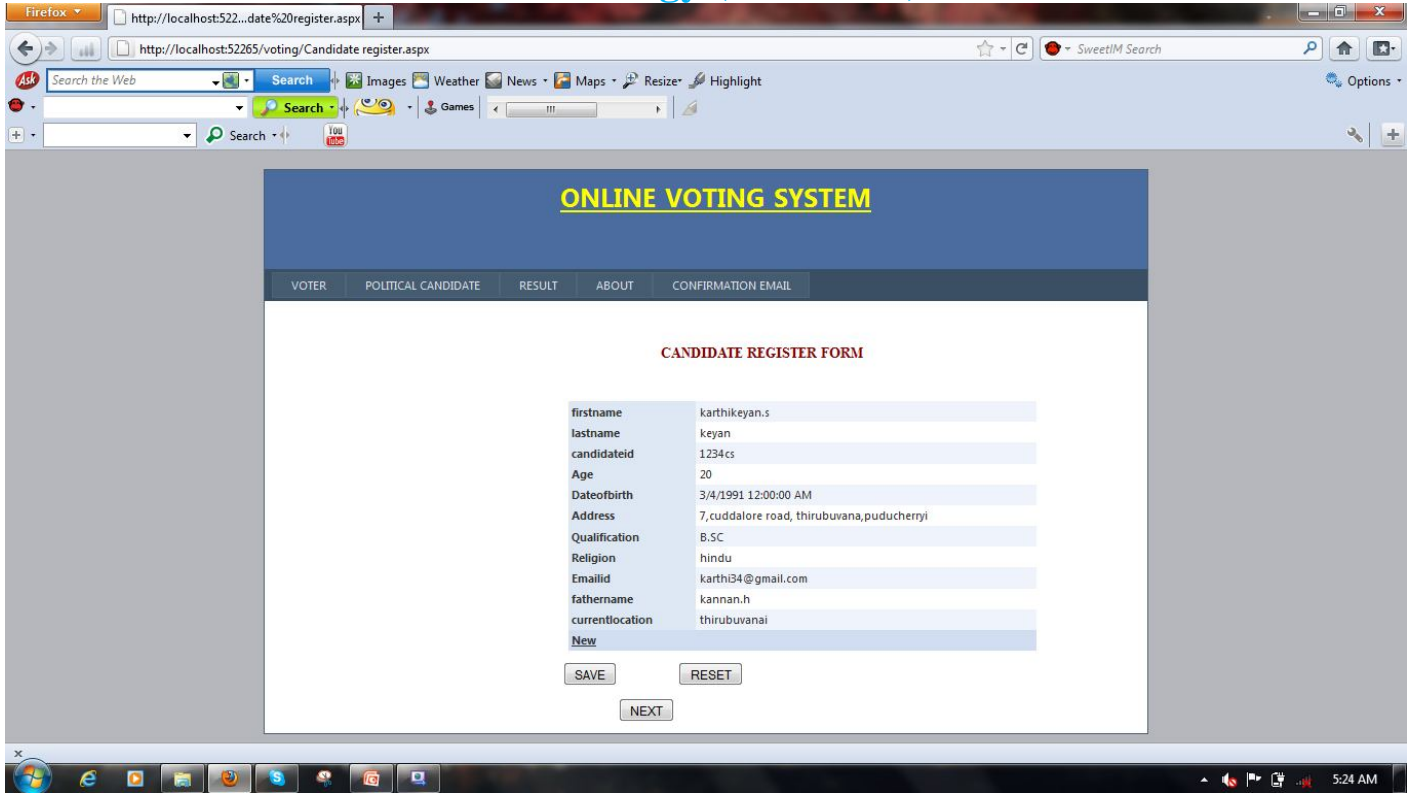 Firefox
http://localhost:522...date%20register.aspx
http://localhost:52265/voting/Candidate register.aspx
SweetIM Search
Ask Search the Web Search Images Weather News Maps Resize Highlight Options
Search Games
Search You Tube
ONLINE VOTING SYSTEM
VOTER POLITICAL CANDIDATE RESULT ABOUT CONFIRMATION EMAIL
CANDIDATE REGISTER FORM
firstname karthikeyan.s
lastname keyan
candidateid 1234cs
Age 20
Dateofbirth 3/4/1991 12:00:00 AM
Address 7,cuddalore road, thirubuvana,puducherryi
Qualification B.SC
Religion hindu
Emailid karthi34@gmail.com
fathername kannan.h
currentlocation thirubuvanai
New
SAVE RESET
NEXT
5:24 AM